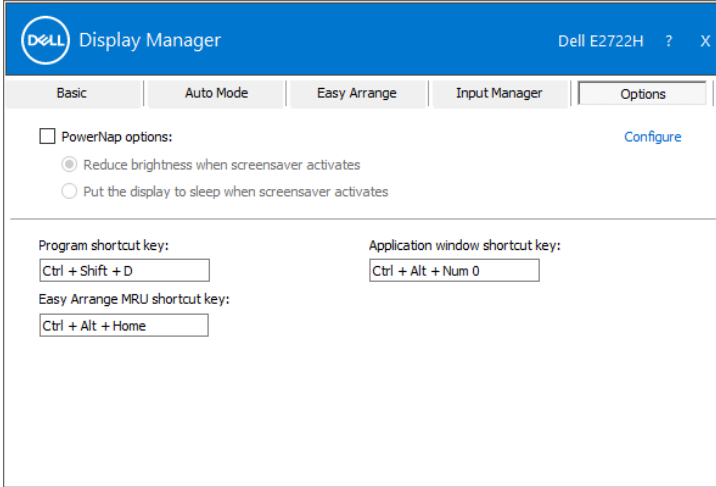 DELL Display Manager Dell E2722H ? X
Basic Auto Mode Easy Arrange Input Manager Options
PowerNap options: Configure
Reduce brightness when screensaver activates
Put the display to sleep when screensaver activates
Program shortcut key: Application window shortcut key:
Ctrl + Shift + D Ctrl + Alt + Num 0
Easy Arrange MRU shortcut key:
Ctrl + Alt + Home